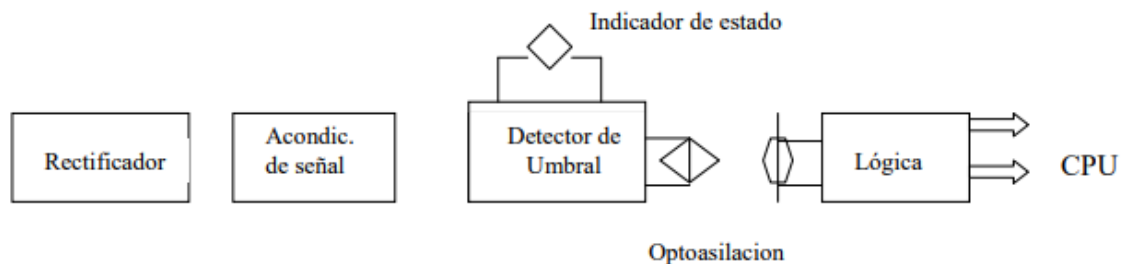 Indicador de estado
Rectificador
Acondic.
de señal
Detector de
Umbral
Lógica
CPU
Optoasilacion